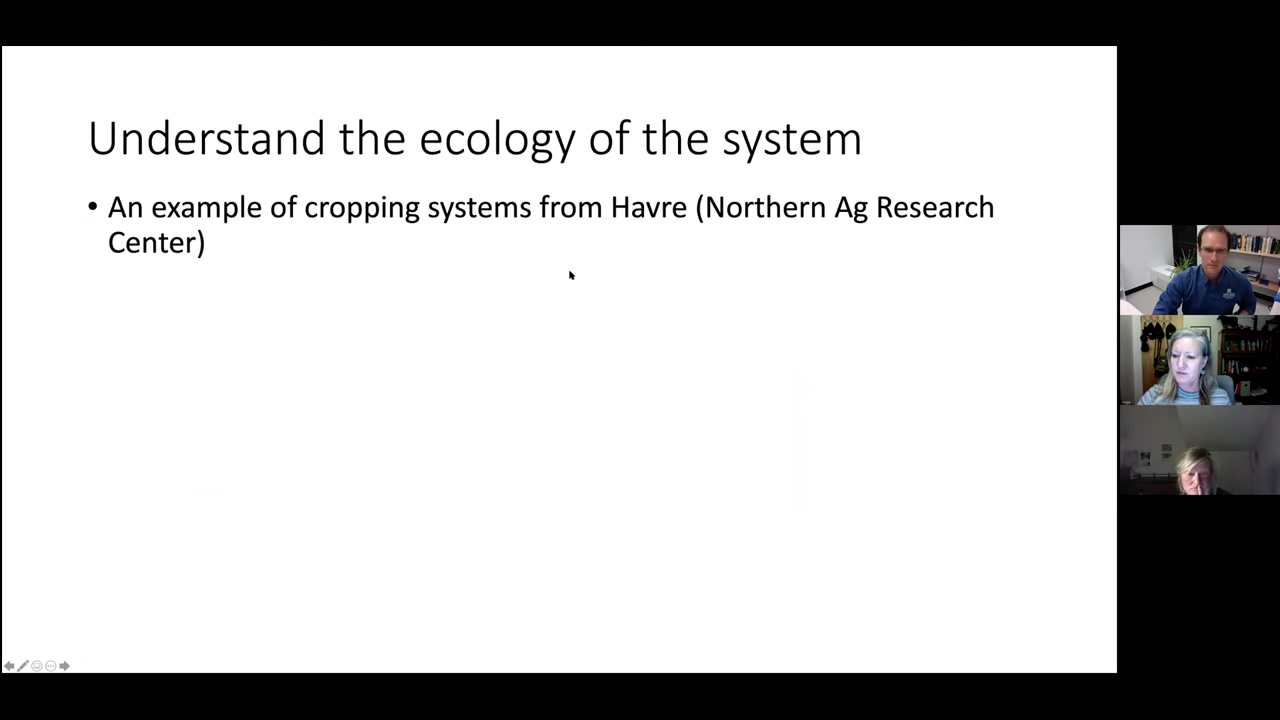 Understand the ecology of the system
• An example of cropping systems from Havre (Northern Ag Research
Center)